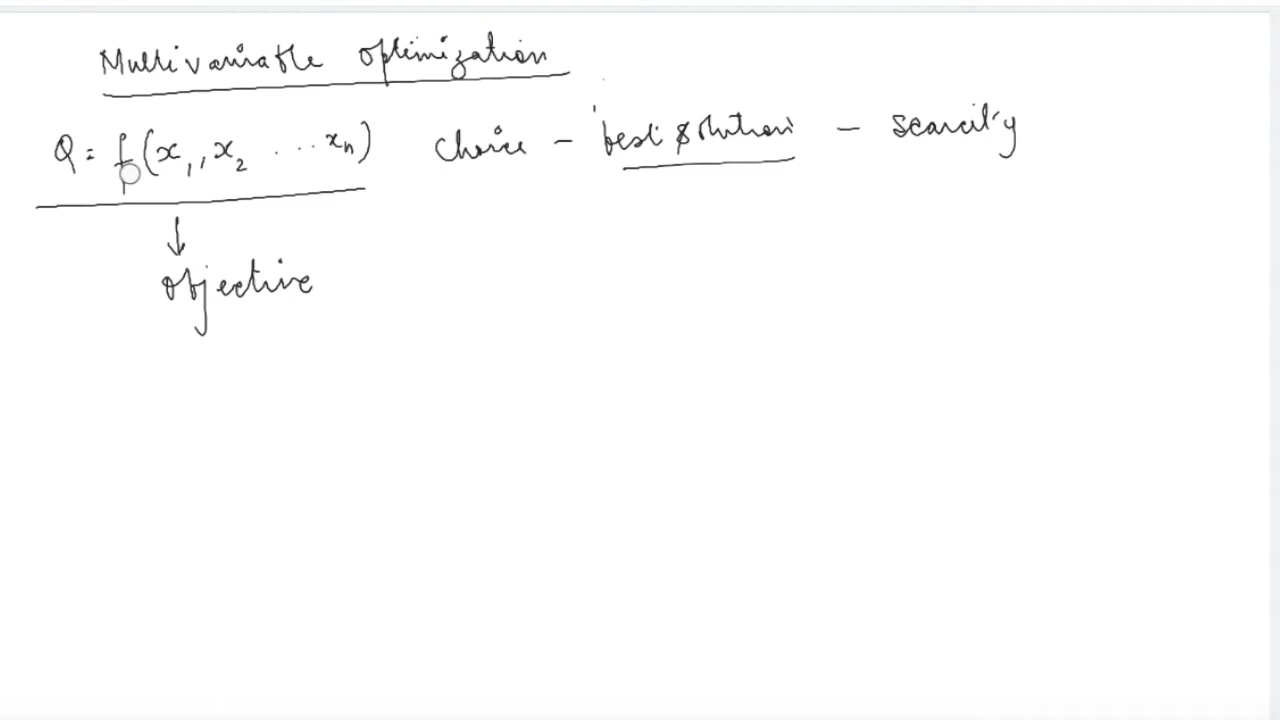 Multivariable optimization
Q = f(x₁, x₂ ... xₙ) choice - 'best solution' - scarcity
↓
objective